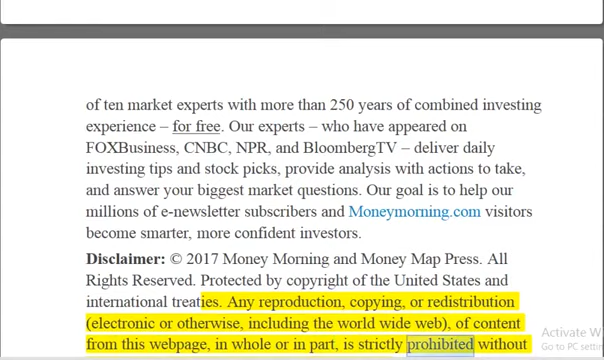 of ten market experts with more than 250 years of combined investing
experience – for free. Our experts – who have appeared on
FOXBusiness, CNBC, NPR, and BloombergTV – deliver daily
investing tips and stock picks, provide analysis with actions to take,
and answer your biggest market questions. Our goal is to help our
millions of e-newsletter subscribers and Moneymorning.com visitors
become smarter, more confident investors.
Disclaimer: © 2017 Money Morning and Money Map Press. All
Rights Reserved. Protected by copyright of the United States and
international treaties. Any reproduction, copying, or redistribution
(electronic or otherwise, including the world wide web), of content
from this webpage, in whole or in part, is strictly prohibited without
Activate W
Go to PC settin